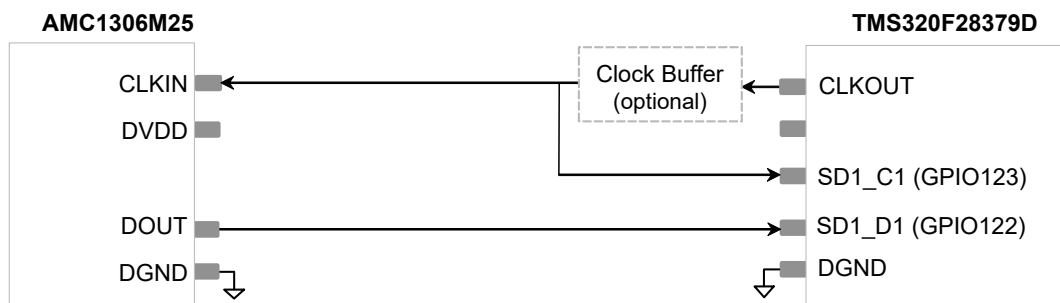 AMC1306M25
TMS320F28379D
CLKIN
DVDD
DOUT
DGND
Clock Buffer
(optional)
CLKOUT
SD1_C1 (GPIO123)
SD1_D1 (GPIO122)
DGND